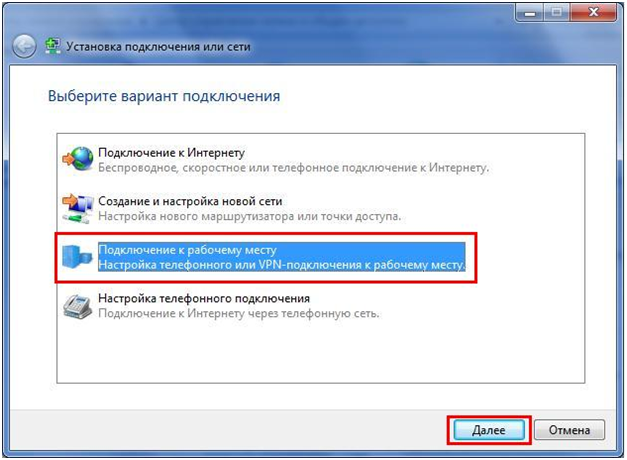 Установка подключения или сети
Выберите вариант подключения
Подключение к Интернету
Беспроводное, скоростное или телефонное подключение к Интернету.
Создание и настройка новой сети
Настройка нового маршрутизатора или точки доступа.
Подключение к рабочему месту
Настройка телефонного или VPN-подключения к рабочему месту.
Настройка телефонного подключения
Подключение к Интернету через телефонную сеть.
Далее
Отмена